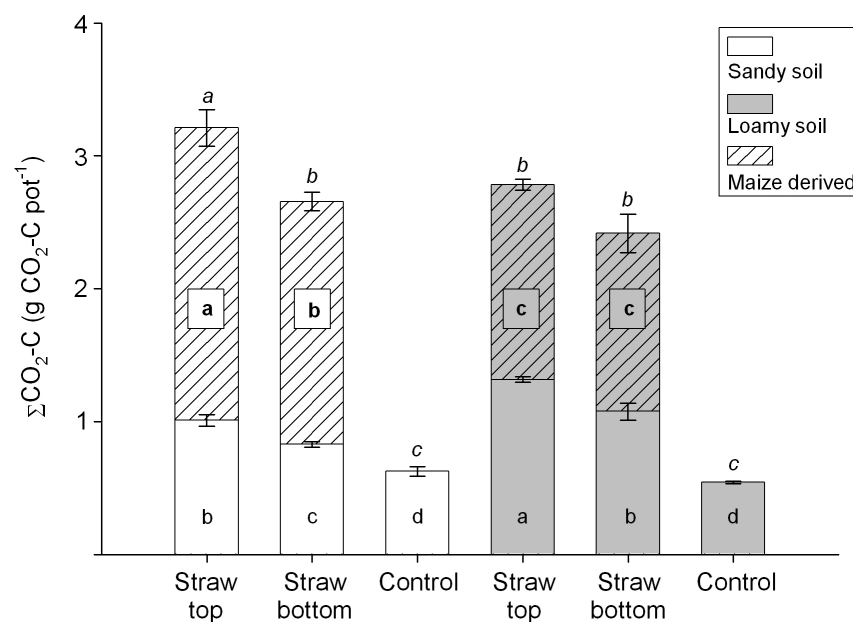 4
3
2
1
ΣCO₂-C (g CO₂-C pot⁻¹)
Sandy soil
Loamy soil
Maize derived
a
b
c
b
b
c
a
b
c
c
b
c
d
a
b
d
Straw top
Straw bottom
Control
Straw top
Straw bottom
Control